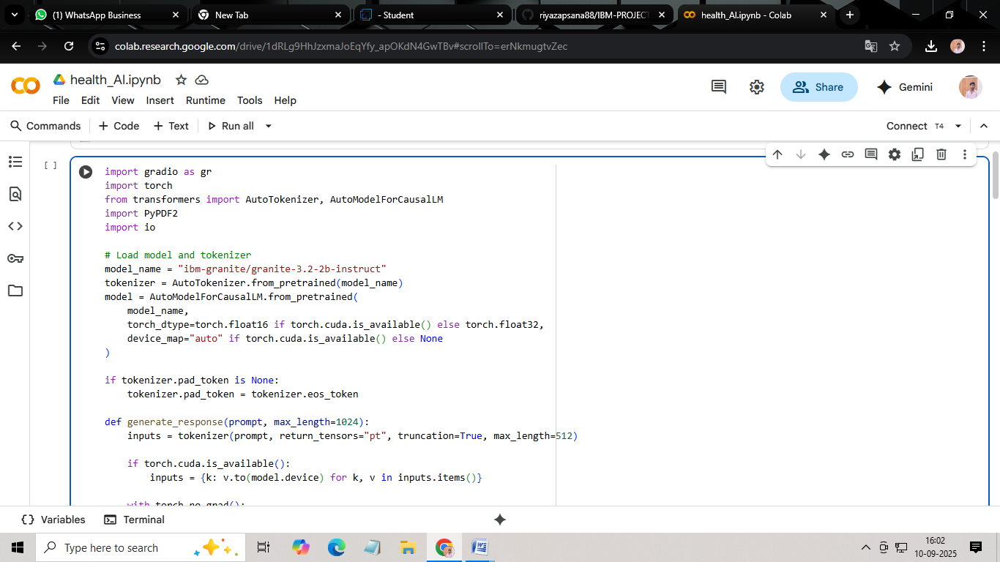 (1) WhatsApp Business
New Tab
- Student
riyazapsana88/IBM-PROJECT
health_AI.ipynb - Colab
colab.research.google.com/drive/1dRLg9HhJzxmaJoEqYfy_apOKdN4GwTBv#scrollTo=erNkmugtvZec
health_AI.ipynb
File Edit View Insert Runtime Tools Help
Share
Gemini
Commands + Code + Text Run all
Connect T4
[ ]
import gradio as gr
import torch
from transformers import AutoTokenizer, AutoModelForCausalLM
import PyPDF2
import io
# Load model and tokenizer
model_name = "ibm-granite/granite-3.2-2b-instruct"
tokenizer = AutoTokenizer.from_pretrained(model_name)
model = AutoModelForCausalLM.from_pretrained(
    model_name,
    torch_dtype=torch.float16 if torch.cuda.is_available() else torch.float32,
    device_map="auto" if torch.cuda.is_available() else None
)
if tokenizer.pad_token is None:
    tokenizer.pad_token = tokenizer.eos_token
def generate_response(prompt, max_length=1024):
    inputs = tokenizer(prompt, return_tensors="pt", truncation=True, max_length=512)
    if torch.cuda.is_available():
        inputs = {k: v.to(model.device) for k, v in inputs.items()}
    with torch.no_grad():
Variables
Terminal
Type here to search
16:02
10-09-2025